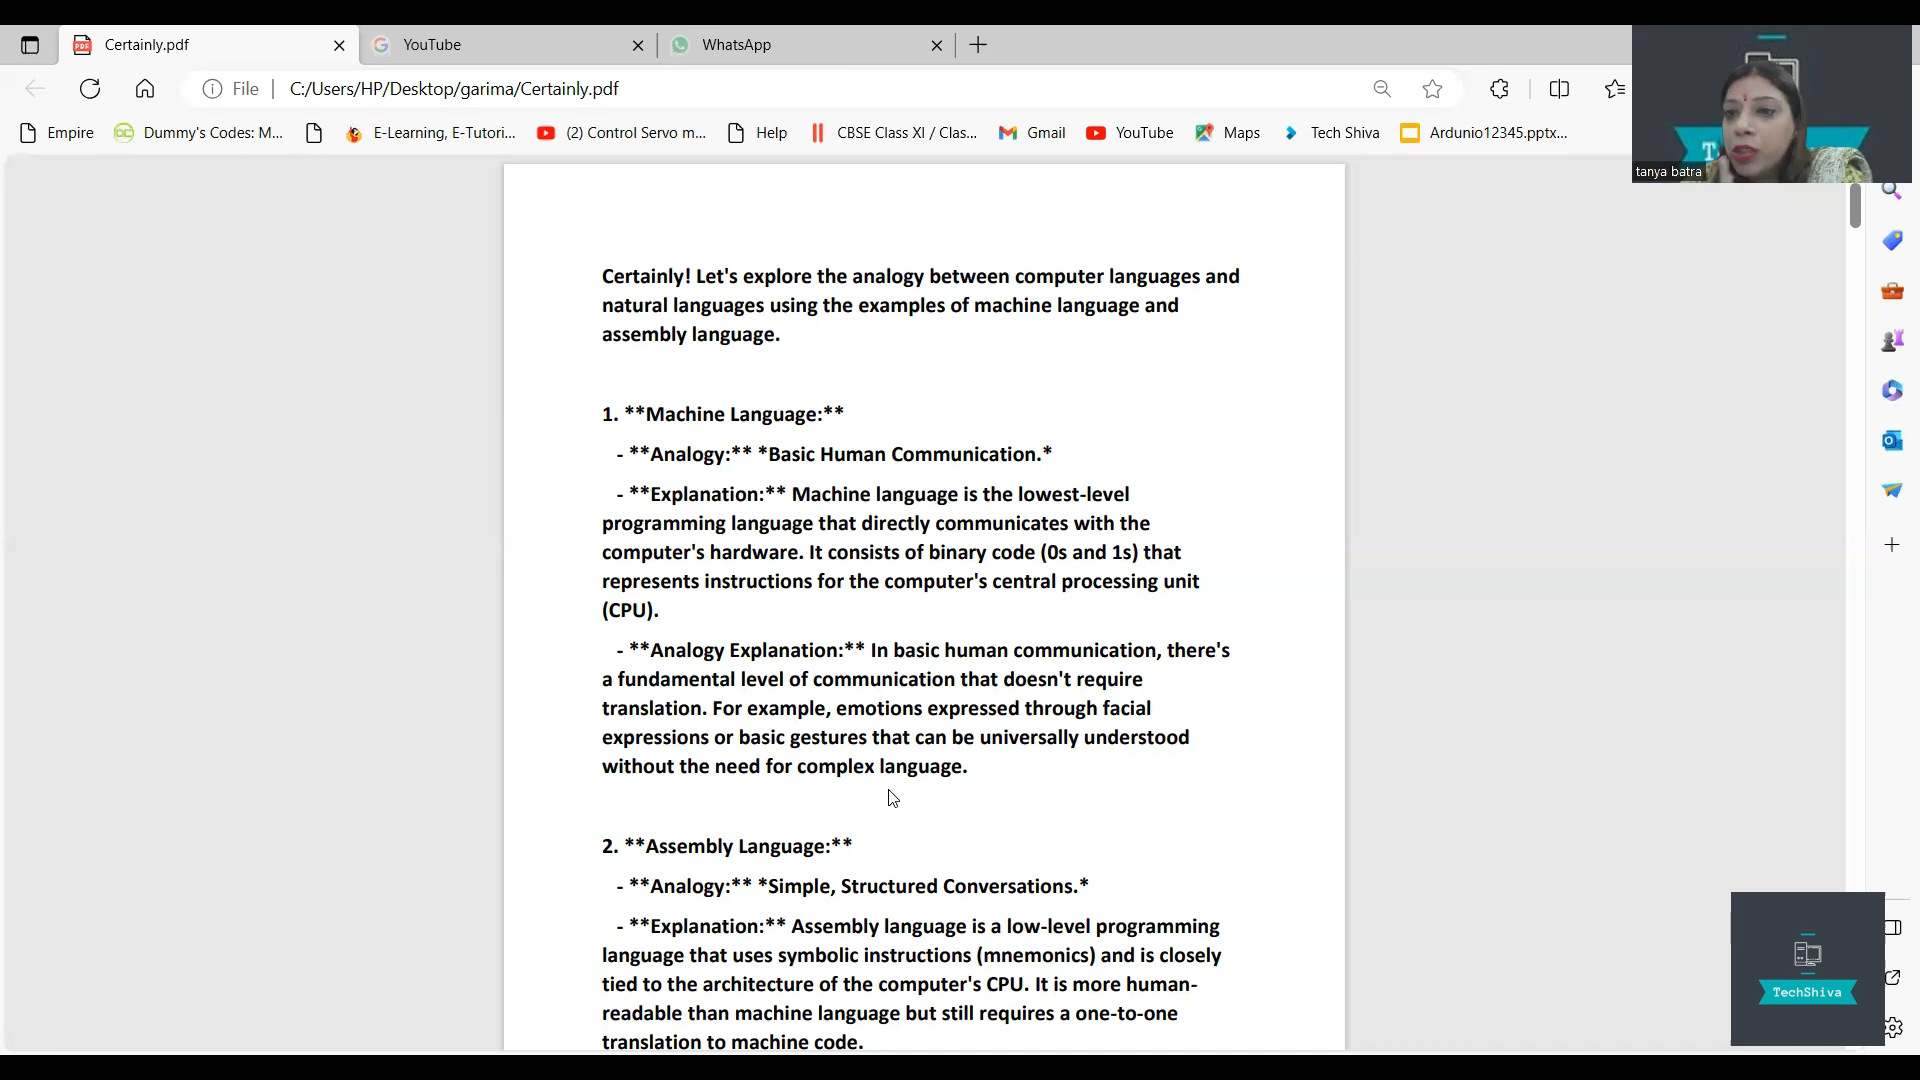 Certainly.pdf
YouTube
WhatsApp
File
C:/Users/HP/Desktop/garima/Certainly.pdf
Empire
Dummy's Codes: M...
E-Learning, E-Tutori...
(2) Control Servo m...
Help
CBSE Class XI / Clas...
Gmail
YouTube
Maps
Tech Shiva
Ardunio12345.pptx...
tanya batra
Certainly! Let's explore the analogy between computer languages and
natural languages using the examples of machine language and
assembly language.
1. **Machine Language:**
- **Analogy:** *Basic Human Communication.*
- **Explanation:** Machine language is the lowest-level
programming language that directly communicates with the
computer's hardware. It consists of binary code (0s and 1s) that
represents instructions for the computer's central processing unit
(CPU).
- **Analogy Explanation:** In basic human communication, there's
a fundamental level of communication that doesn't require
translation. For example, emotions expressed through facial
expressions or basic gestures that can be universally understood
without the need for complex language.
2. **Assembly Language:**
- **Analogy:** *Simple, Structured Conversations.*
- **Explanation:** Assembly language is a low-level programming
language that uses symbolic instructions (mnemonics) and is closely
tied to the architecture of the computer's CPU. It is more human-
readable than machine language but still requires a one-to-one
translation to machine code.
TechShiva